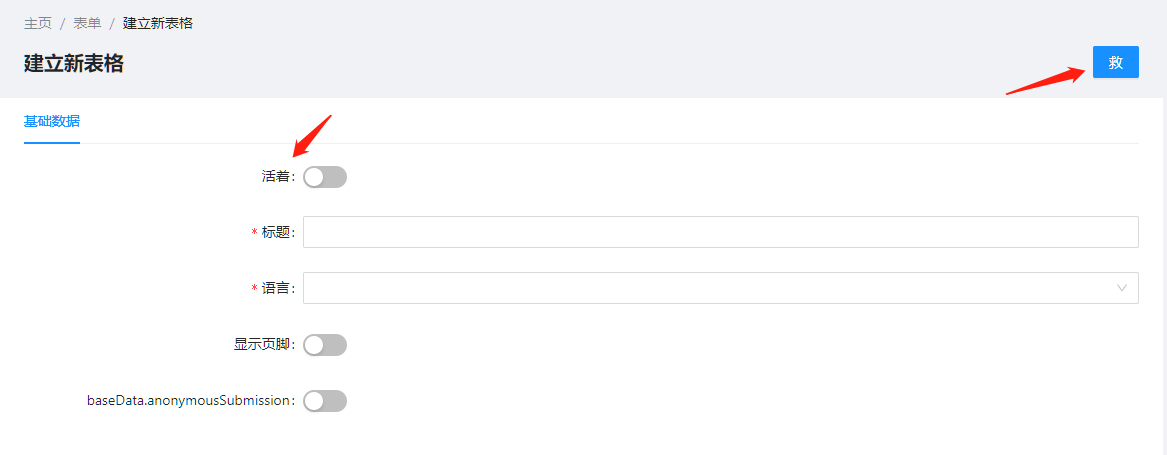 主页 / 表单 / 建立新表格
建立新表格
救
基础数据
活着:
* 标题:
* 语言:
显示页脚:
baseData.anonymousSubmission: